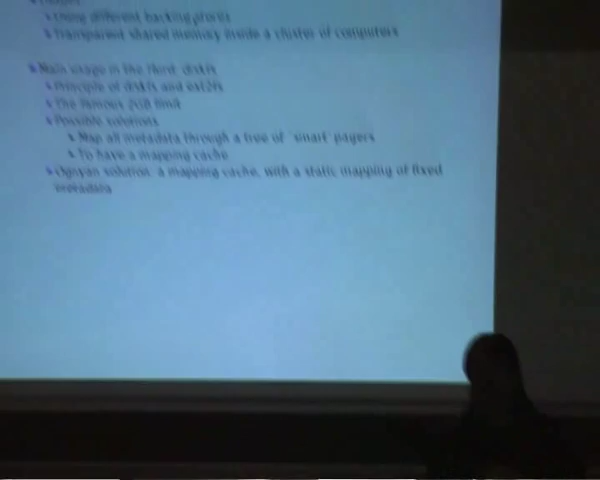 Using different backing stores
Transparent shared memory inside a cluster of computers
Main usage in the Hurd: diskfs
Principle of diskfs and ext2fs
The famous 2GB limit
Possible solutions
Map all metadata through a tree of "smart" pagers
To have a mapping cache
Ognyan solution: a mapping cache, with a static mapping of fixed
metadata